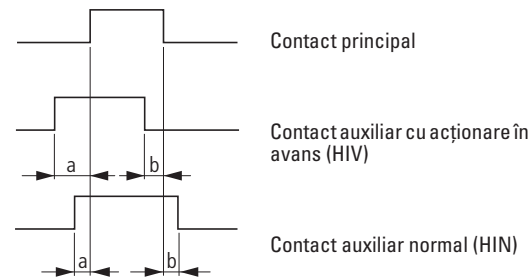 Contact principal
Contact auxiliar cu acționare în
avans (HIV)
a
b
Contact auxiliar normal (HIN)
a
b